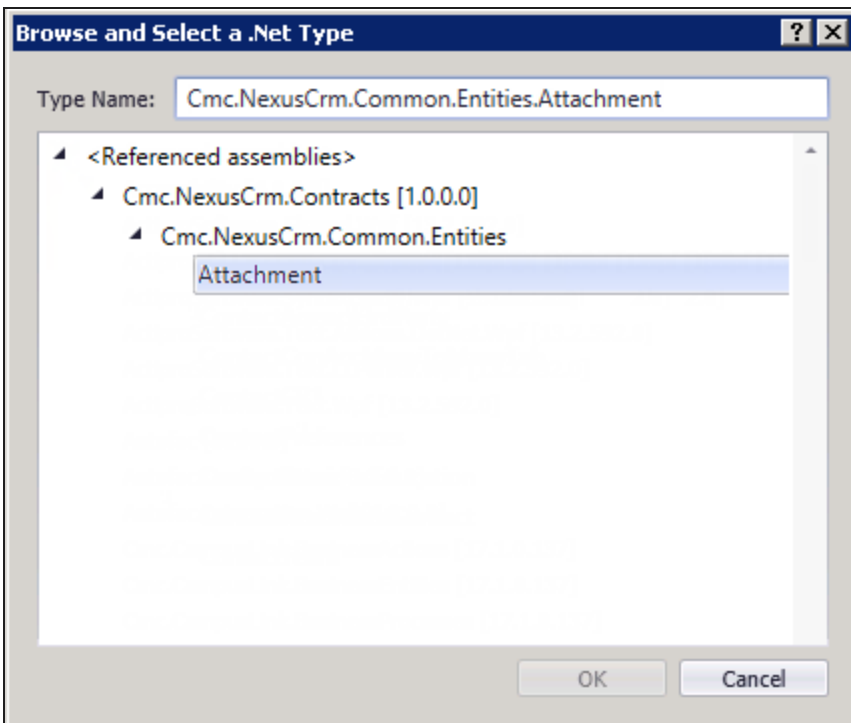 Browse and Select a .Net Type
Type Name: Cmc.NexusCrm.Common.Entities.Attachment
<Referenced assemblies>
Cmc.NexusCrm.Contracts [1.0.0.0]
Cmc.NexusCrm.Common.Entities
Attachment
OK Cancel